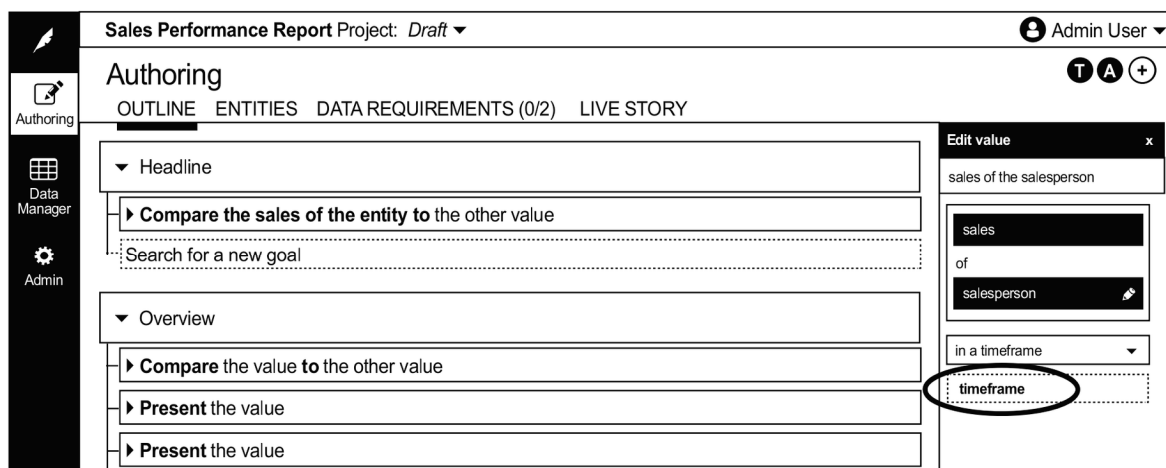 Sales Performance Report Project: Draft
Admin User
Authoring
T A +
OUTLINE ENTITIES DATA REQUIREMENTS (0/2) LIVE STORY
Authoring
Data
Manager
Admin
Headline
Compare the sales of the entity to the other value
Search for a new goal
Overview
Compare the value to the other value
Present the value
Present the value
Edit value x
sales of the salesperson
sales
of
salesperson
in a timeframe
timeframe